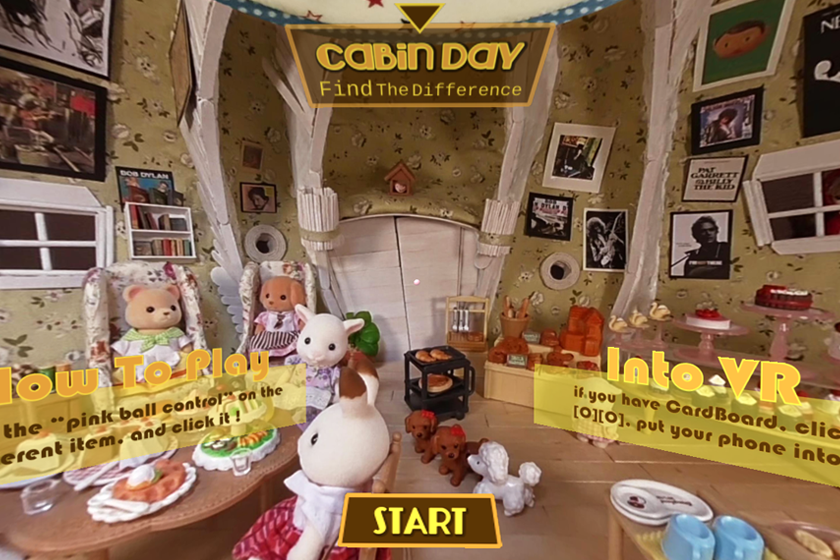 CABIN DAY
Find The Difference
BOB DYLAN
PAT
GARRETT
& BILLY
THE KID
How To Play
the "pink ball control" on the
erent item. and click it !
Into VR
if you have CardBoard, clic
[O][O]. put your phone into
START